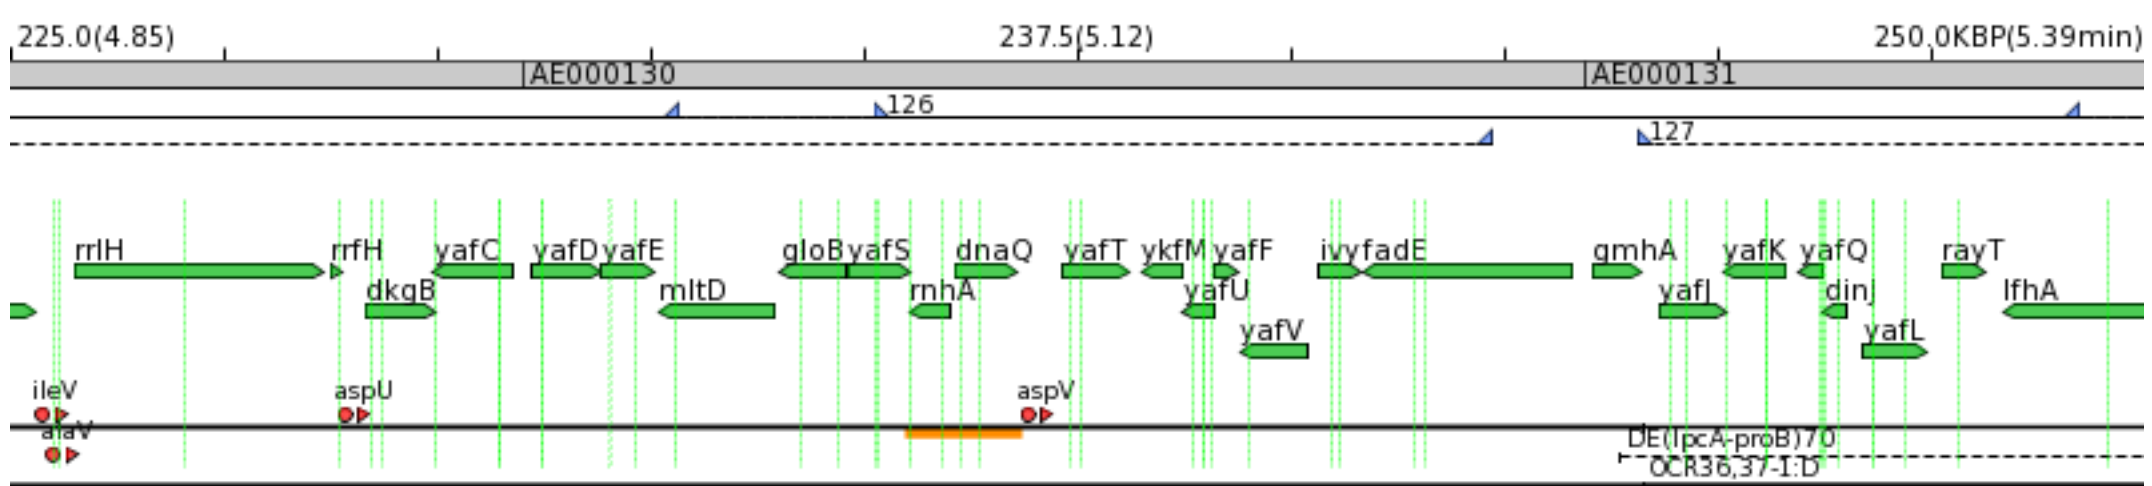 225.0(4.85) 237.5(5.12) 250.0KBP(5.39min)
AE000130 AE000131
126
127
rrlH rrfH yafC yafD yafE gloB yafS dnaQ yafT ykfM yafF ivy fadE gmhA yafK yafQ rayT
dkgB mltD rnhA yafU yafJ dinJ lfhA
yafV yafL
ileV aspU aspV
alaV
DE(lpcA-proB)70
OCR36,37-1:D